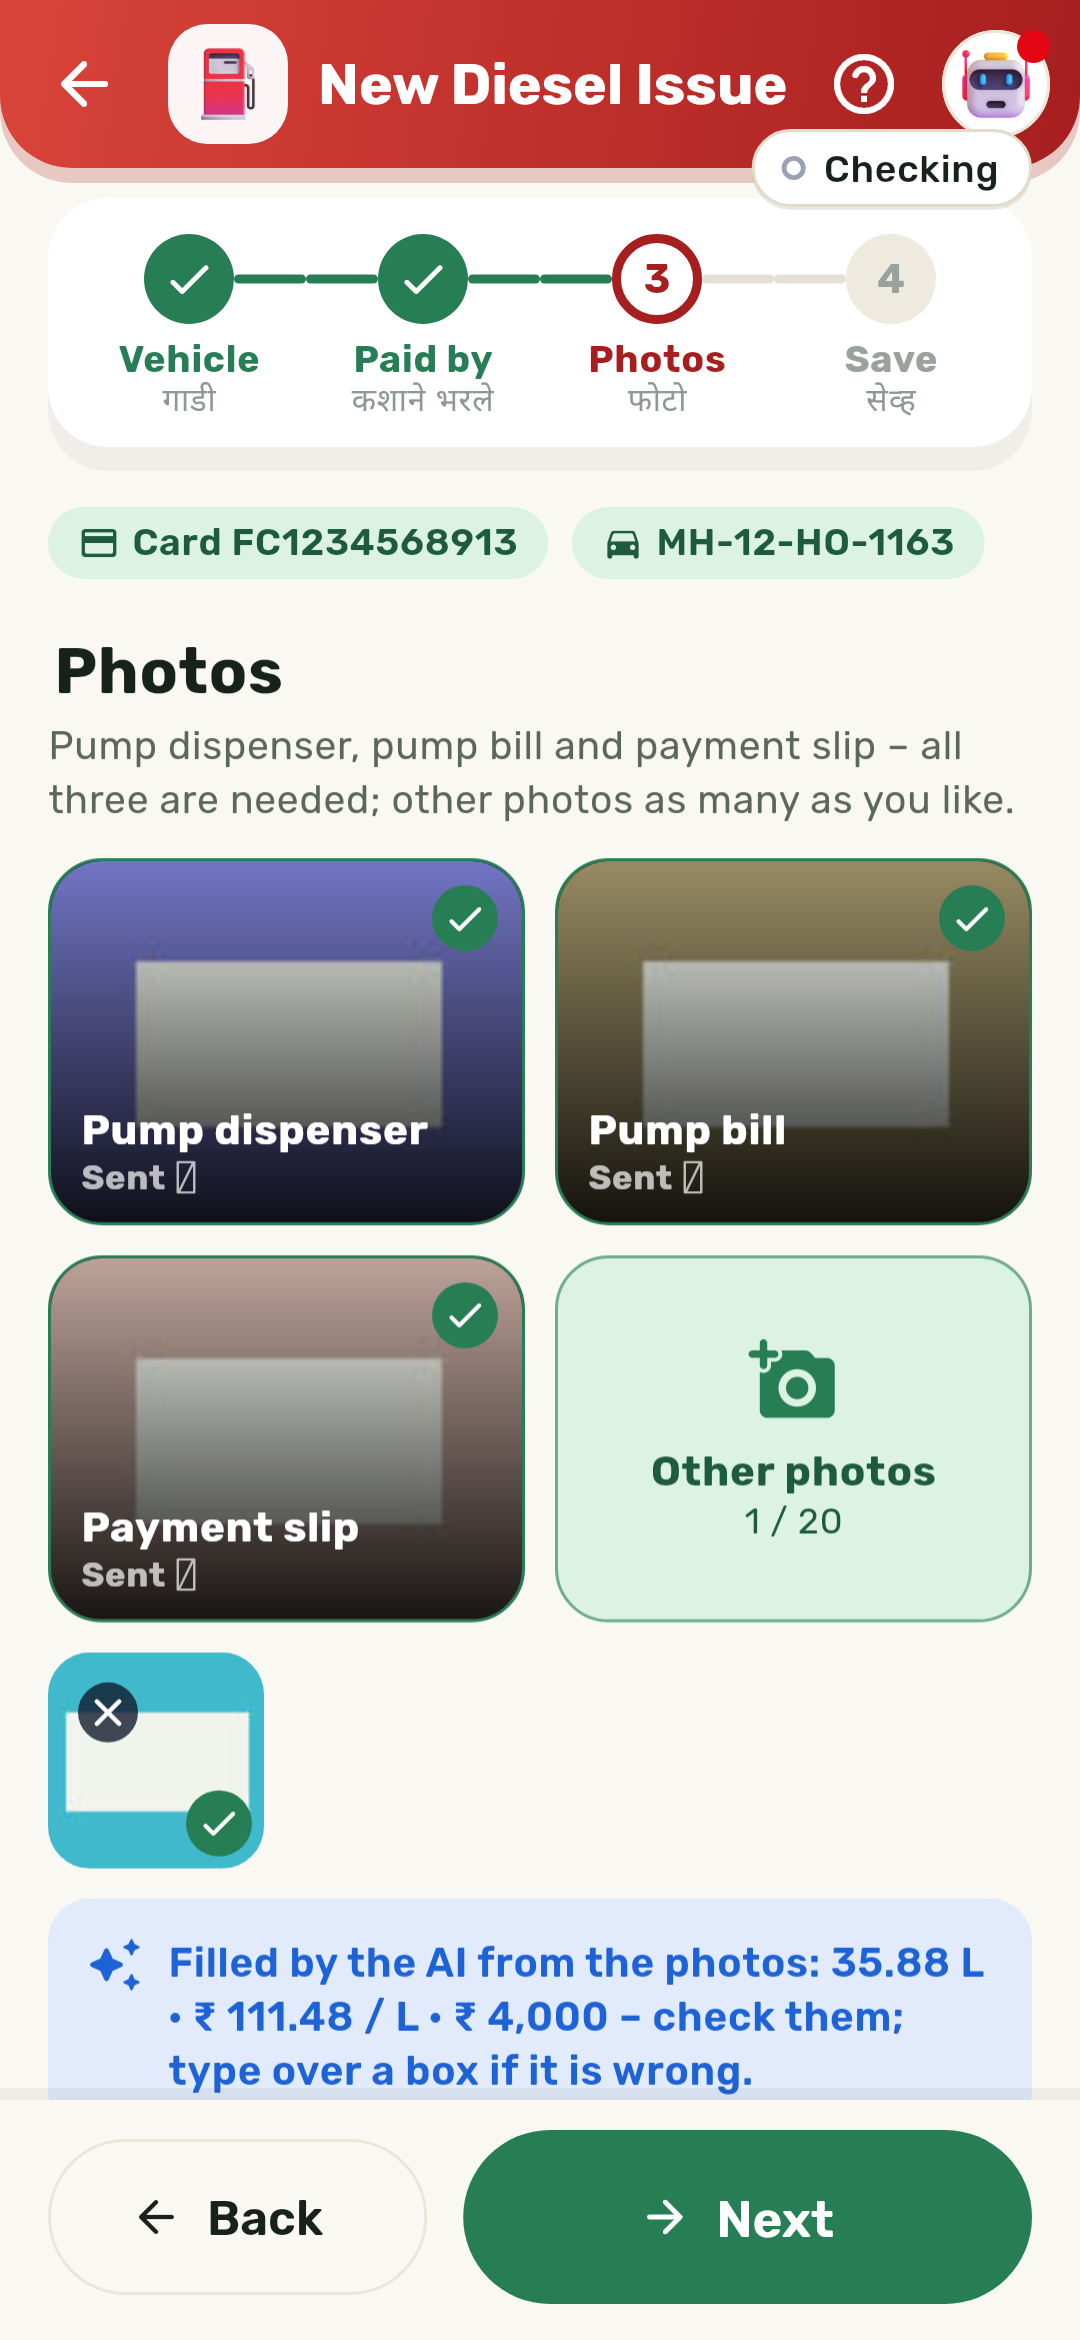 New Diesel Issue
Checking
3
4
Vehicle
Paid by
Photos
Save
गाडी
कशाने भरले
फोटो
सेव्ह
Card FC1234568913
MH-12-HO-1163
Photos
Pump dispenser, pump bill and payment slip – all
three are needed; other photos as many as you like.
Pump dispenser
Sent
Pump bill
Sent
Payment slip
Sent
Other photos
1 / 20
Filled by the AI from the photos: 35.88 L
• ₹ 111.48 / L • ₹ 4,000 – check them;
type over a box if it is wrong.
Back
Next